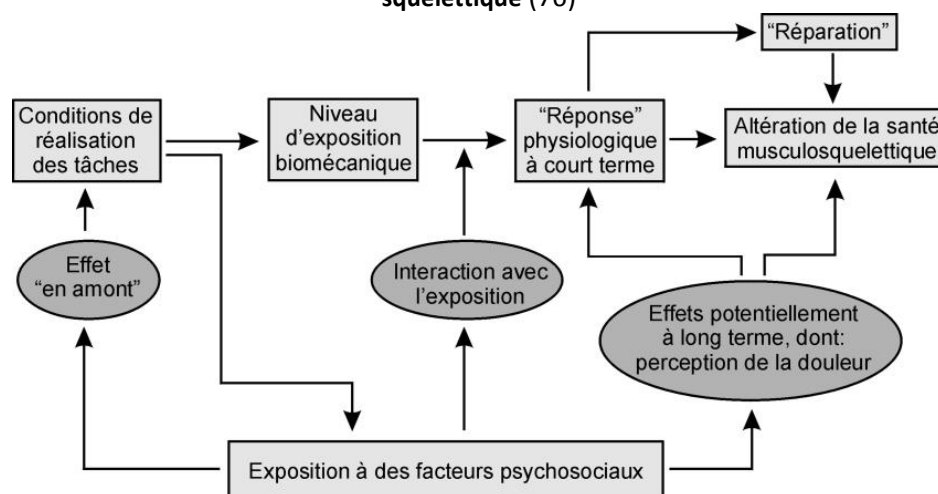 squelettique (76)
“Réparation”
Conditions de
réalisation
des tâches
Niveau
d’exposition
biomécanique
“Réponse”
physiologique
à court terme
Altération de la santé
musculosquelettique
Effet
“en amont”
Interaction avec
l’exposition
Effets potentiellement
à long terme, dont:
perception de la douleur
Exposition à des facteurs psychosociaux